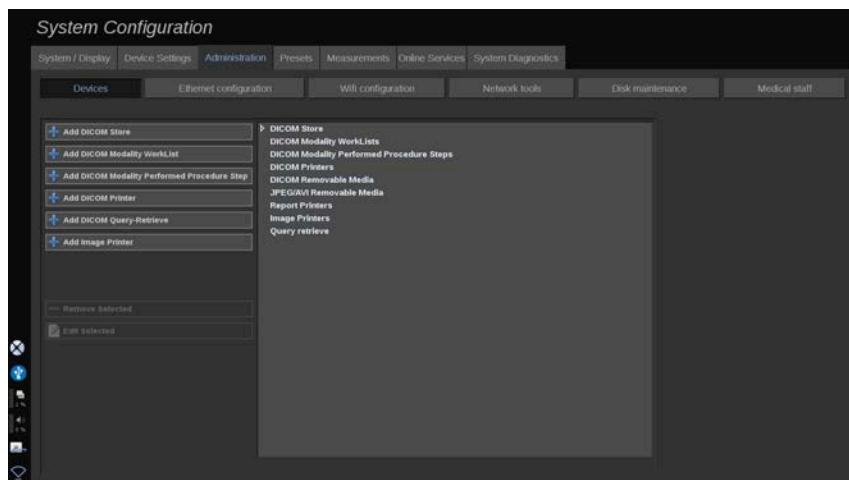 System Configuration
System / Display Device Settings Administration Presets Measurements Online Services System Diagnostics
Devices Ethernet configuration Wifi configuration Network tools Disk maintenance Medical staff
Add DICOM Store
Add DICOM Modality WorkList
Add DICOM Modality Performed Procedure Step
Add DICOM Printer
Add DICOM Query-Retrieve
Add Image Printer
Remove Selected
Edit Selected
DICOM Store
DICOM Modality WorkLists
DICOM Modality Performed Procedure Steps
DICOM Printers
DICOM Removable Media
JPEG/AVI Removable Media
Report Printers
Image Printers
Query retrieve